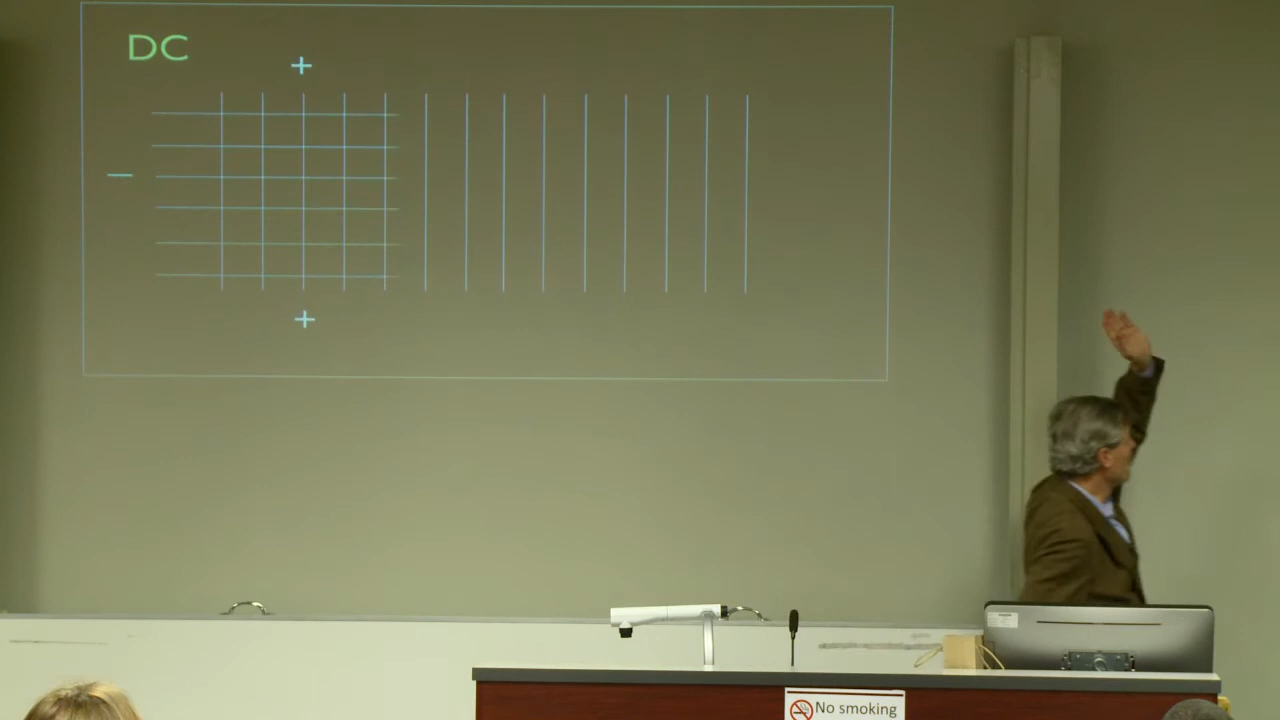 DC
+
—
+
No smoking